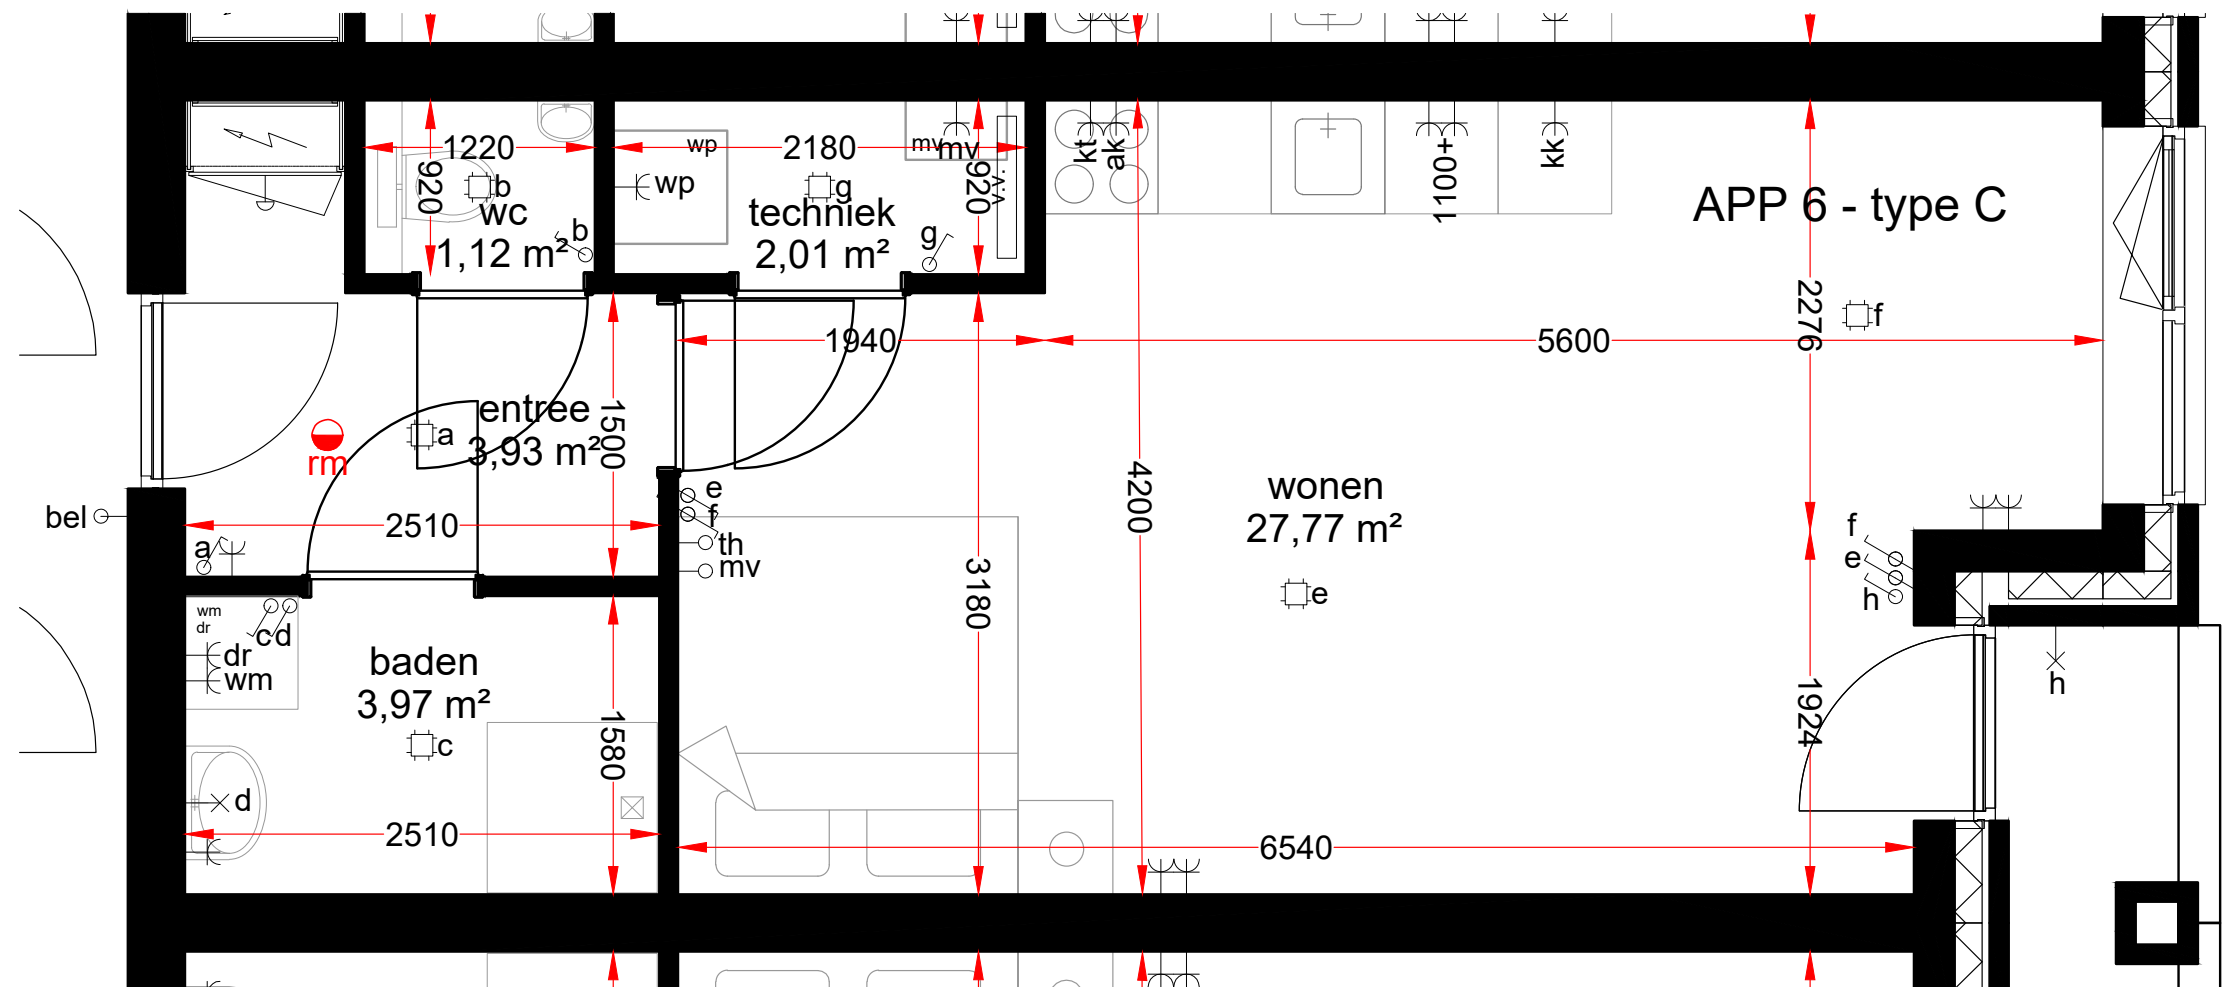 1220
920
b
wc
1,12 m²
b
wp
wp
2180
g
techniek
2,01 m²
g
mv
mv
920
v.v.
kt
ak
1100+
kk
APP 6 - type C
2276
f
1940
5600
entree
3,93 m²
a
1500
rm
bel
2510
a
e
f
th
mv
4200
wonen
27,77 m²
e
3180
f
e
h
h
1924
wm
dr
c
d
dr
wm
baden
3,97 m²
c
1580
d
2510
6540